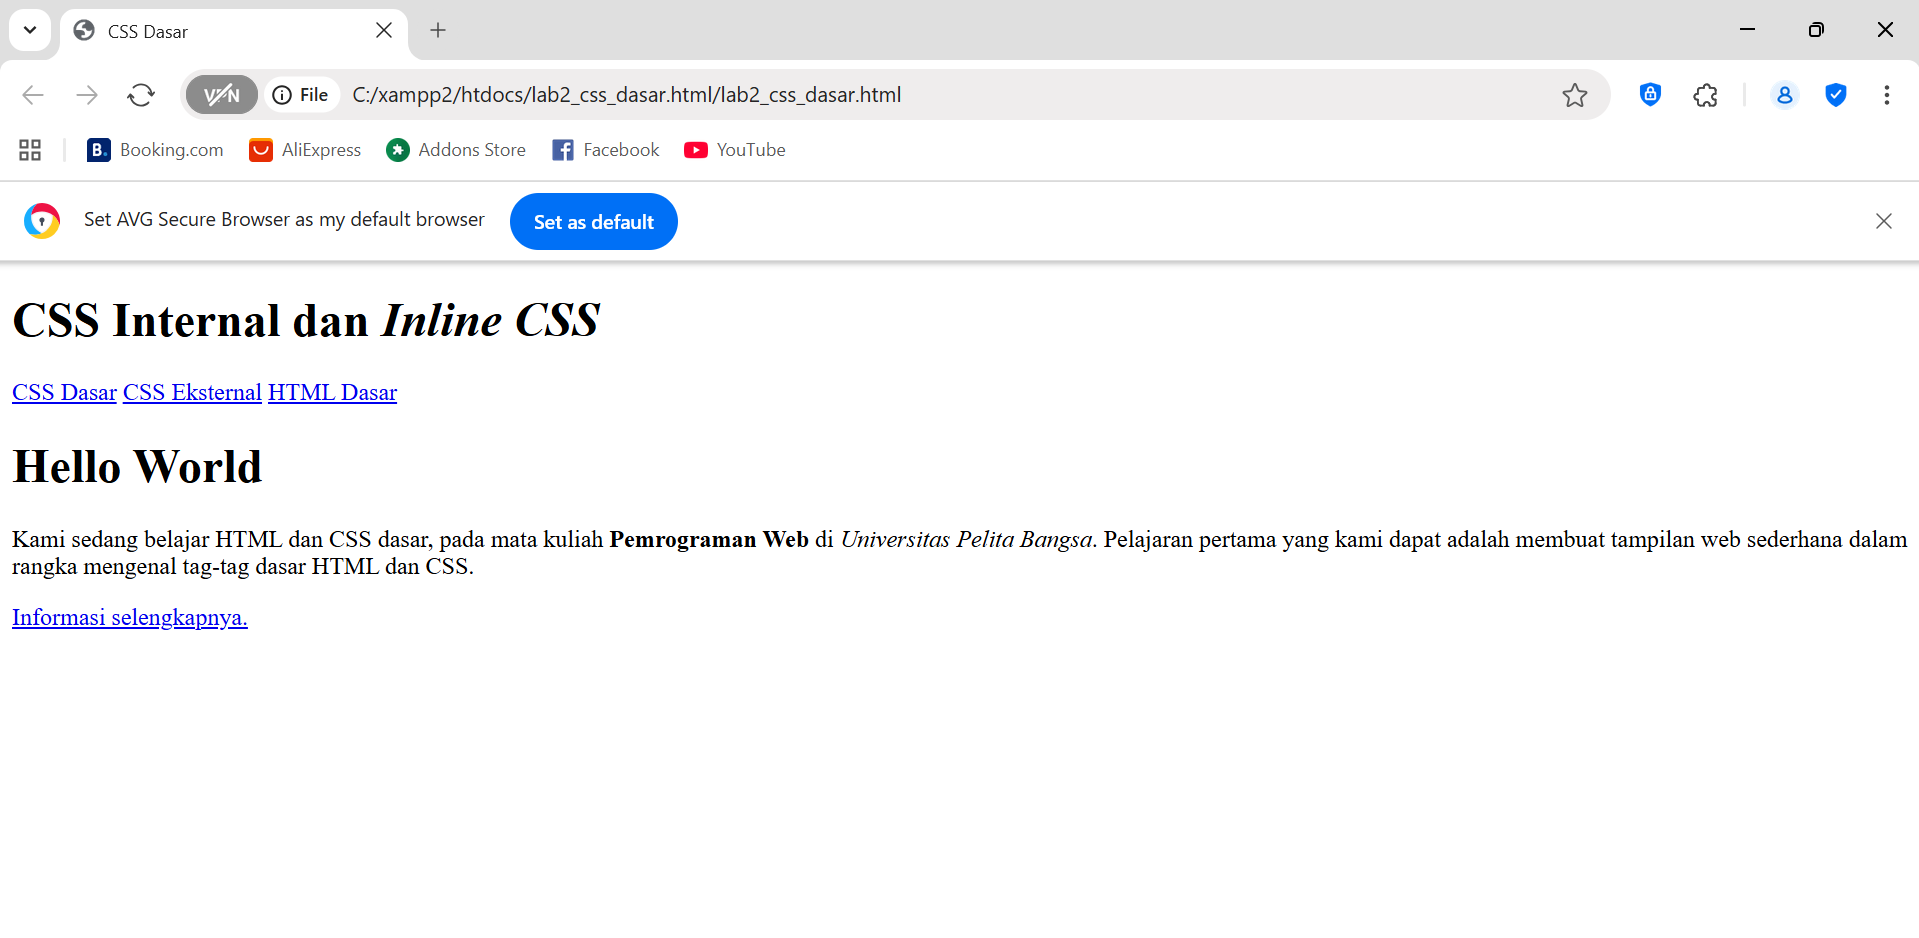 CSS Dasar
VPN
File
C:/xampp2/htdocs/lab2_css_dasar.html/lab2_css_dasar.html
B. Booking.com AliExpress Addons Store Facebook YouTube
Set AVG Secure Browser as my default browser Set as default
CSS Internal dan Inline CSS
CSS Dasar CSS Eksternal HTML Dasar
Hello World
Kami sedang belajar HTML dan CSS dasar, pada mata kuliah Pemrograman Web di Universitas Pelita Bangsa. Pelajaran pertama yang kami dapat adalah membuat tampilan web sederhana dalam
rangka mengenal tag-tag dasar HTML dan CSS.
Informasi selengkapnya.